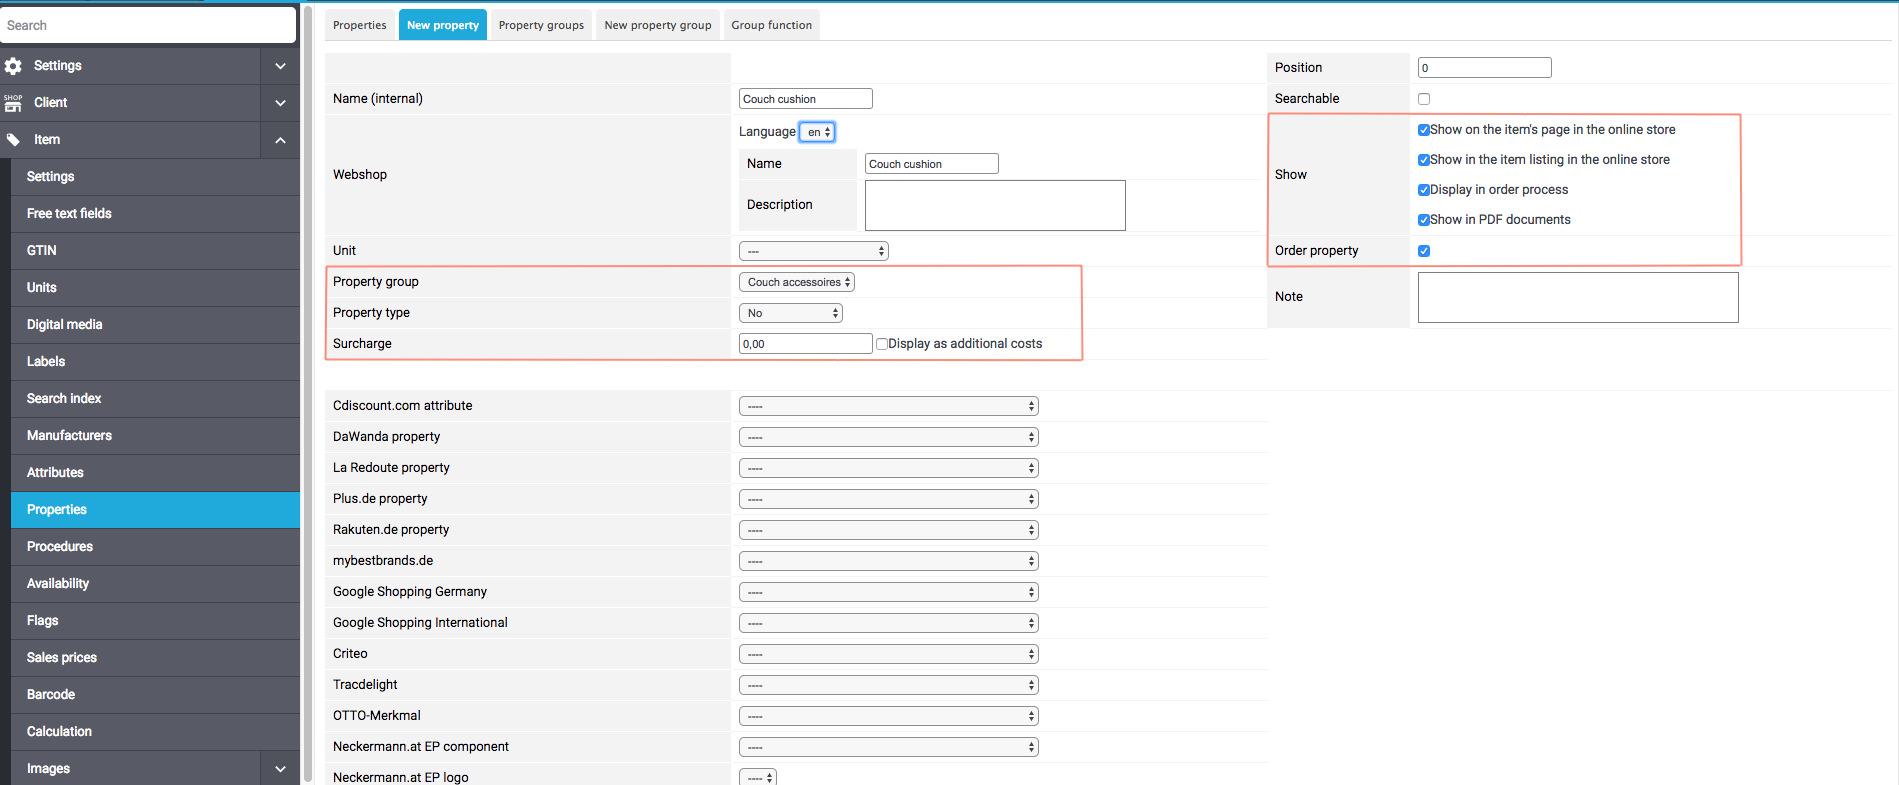 Search
Settings
SHOP
Client
Item
Settings
Free text fields
GTIN
Units
Digital media
Labels
Search index
Manufacturers
Attributes
Properties
Procedures
Availability
Flags
Sales prices
Barcode
Calculation
Images
Properties
New property
Property groups
New property group
Group function
Name (internal)
Couch cushion
Webshop
Language en
Name
Couch cushion
Description
Unit
---
Property group
Couch accessoires
Property type
No
Surcharge
0,00
Display as additional costs
Position
0
Searchable
Show
Show on the item's page in the online store
Show in the item listing in the online store
Display in order process
Show in PDF documents
Order property
Note
Cdiscount.com attribute
----
DaWanda property
----
La Redoute property
----
Plus.de property
----
Rakuten.de property
----
mybestbrands.de
----
Google Shopping Germany
----
Google Shopping International
----
Criteo
----
Tracdelight
----
OTTO-Merkmal
----
Neckermann.at EP component
----
Neckermann.at EP logo
----